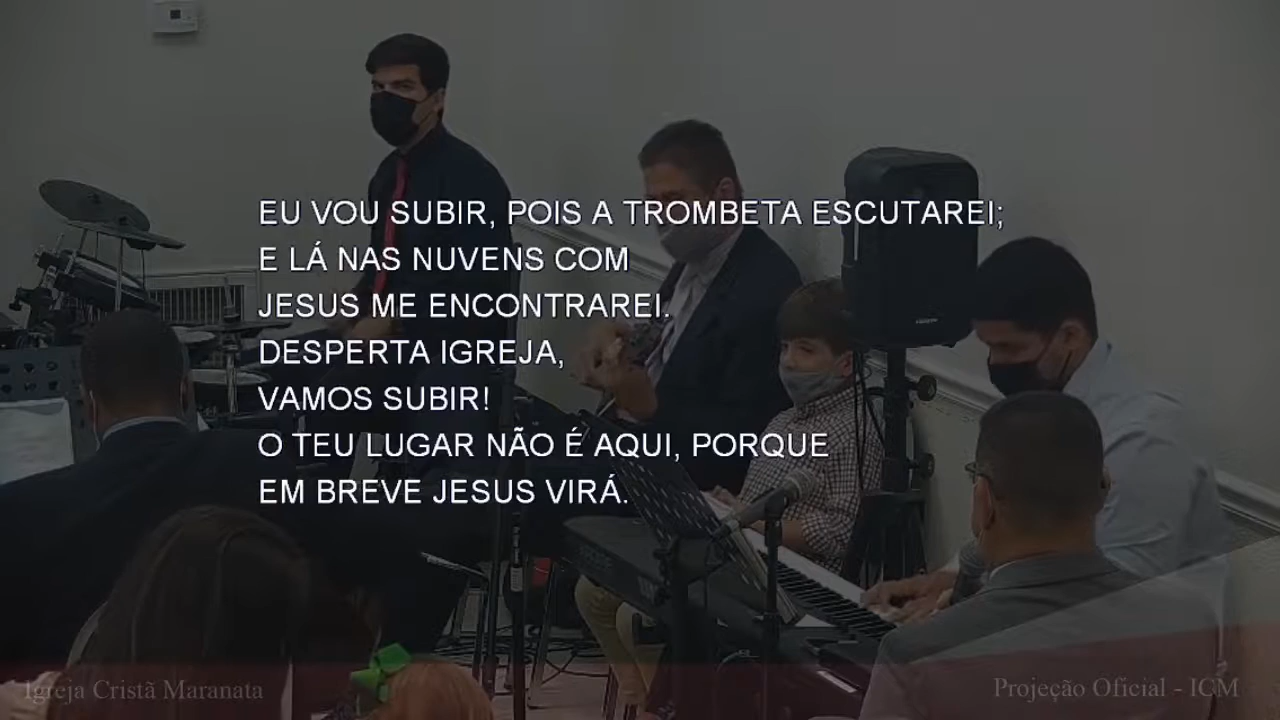 EU VOU SUBIR, POIS A TROMBETA ESCUTAREI;
E LÁ NAS NUVENS COM
JESUS ME ENCONTRAREI.
DESPERTA IGREJA,
VAMOS SUBIR!
O TEU LUGAR NÃO É AQUI, PORQUE
EM BREVE JESUS VIRÁ.
Igreja Cristã Maranata
Projeção Oficial - ICM